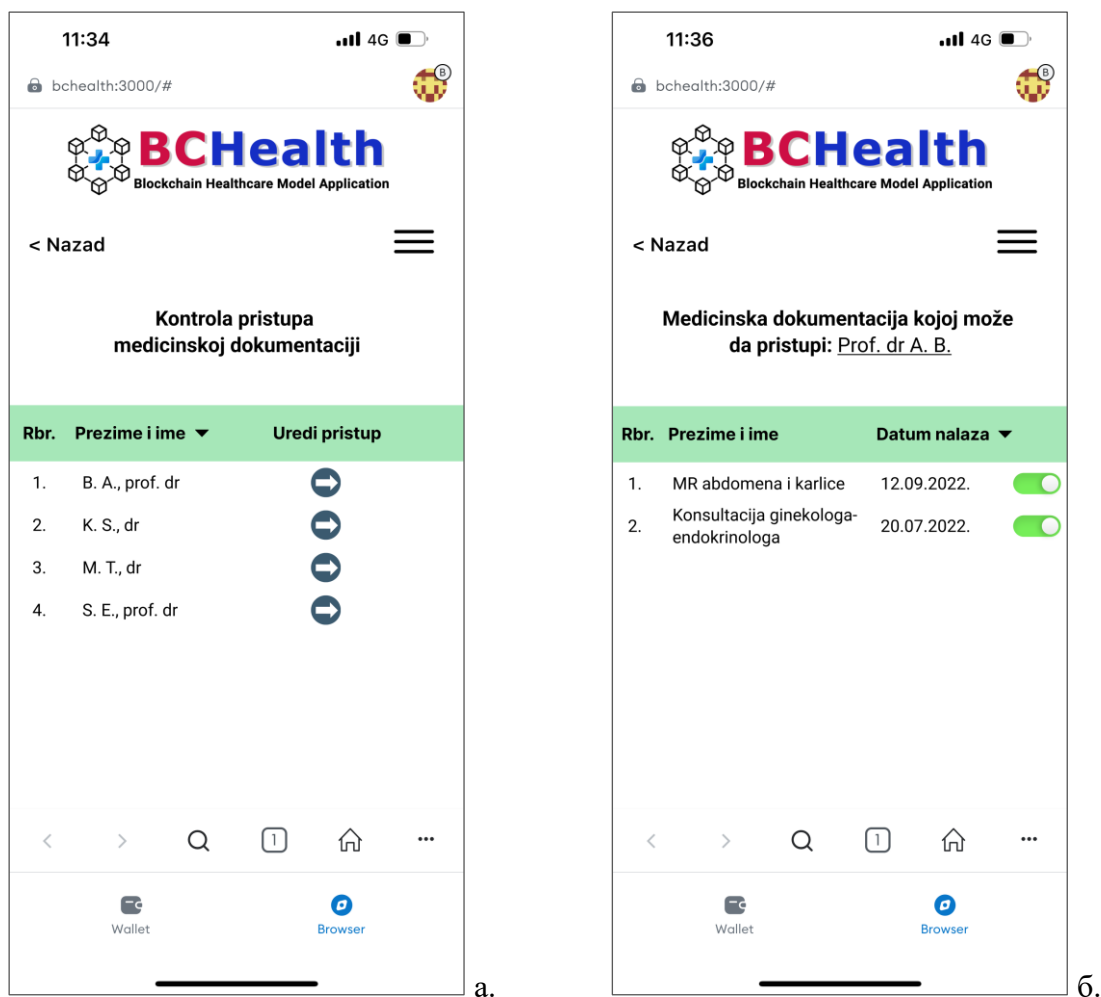 11:34
4G
bchealth:3000/#
B
BCHealth
Blockchain Healthcare Model Application
< Nazad
Kontrola pristupa
medicinskoj dokumentaciji
Rbr. Prezime i ime Uredi pristup
1. B. A., prof. dr
2. K. S., dr
3. M. T., dr
4. S. E., prof. dr
1
Wallet Browser
а.
11:36
4G
bchealth:3000/#
B
BCHealth
Blockchain Healthcare Model Application
< Nazad
Medicinska dokumentacija kojoj može
da pristupi: Prof. dr A. B.
Rbr. Prezime i ime Datum nalaza
1. MR abdomena i karlice 12.09.2022.
2. Konsultacija ginekologa-
endokrinologa 20.07.2022.
1
Wallet Browser
б.